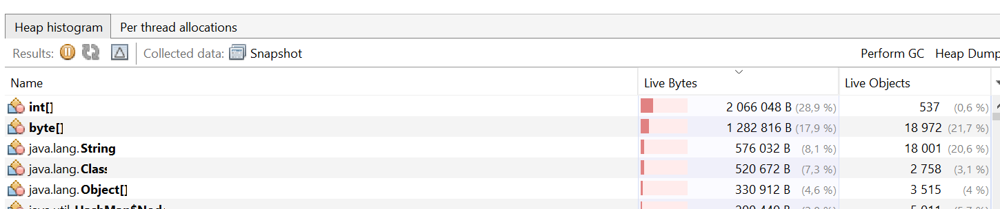 Heap histogram Per thread allocations
Results: Collected data: Snapshot Perform GC Heap Dump
Name Live Bytes Live Objects
int[] 2 066 048 B (28,9 %) 537 (0,6 %)
byte[] 1 282 816 B (17,9 %) 18 972 (21,7 %)
java.lang.String 576 032 B (8,1 %) 18 001 (20,6 %)
java.lang.Class 520 672 B (7,3 %) 2 758 (3,1 %)
java.lang.Object[] 330 912 B (4,6 %) 3 515 (4 %)